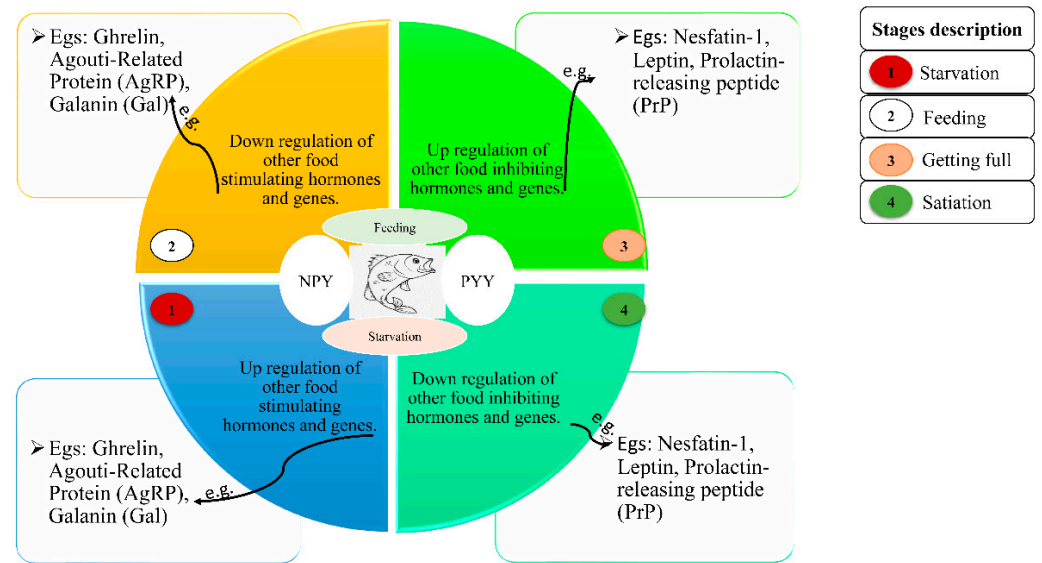 ➢ Egs: Ghrelin,
Agouti-Related
Protein (AgRP),
Galanin (Gal)
e.g.
Down regulation of
other food
stimulating hormones
and genes.
2
➢ Egs: Nesfatin-1,
Leptin, Prolactin-
releasing peptide
(PrP)
e.g.
Up regulation of
other food inhibiting
hormones and genes.
3
Feeding
NPY
PYY
Starvation
1
Up regulation of
other food
stimulating
hormones and genes.
e.g.
➢ Egs: Ghrelin,
Agouti-Related
Protein (AgRP),
Galanin (Gal)
4
Down regulation of
other food inhibiting
hormones and genes.
e.g.
➢ Egs: Nesfatin-1,
Leptin, Prolactin-
releasing peptide
(PrP)
Stages description
1 Starvation
2 Feeding
3 Getting full
4 Satiation